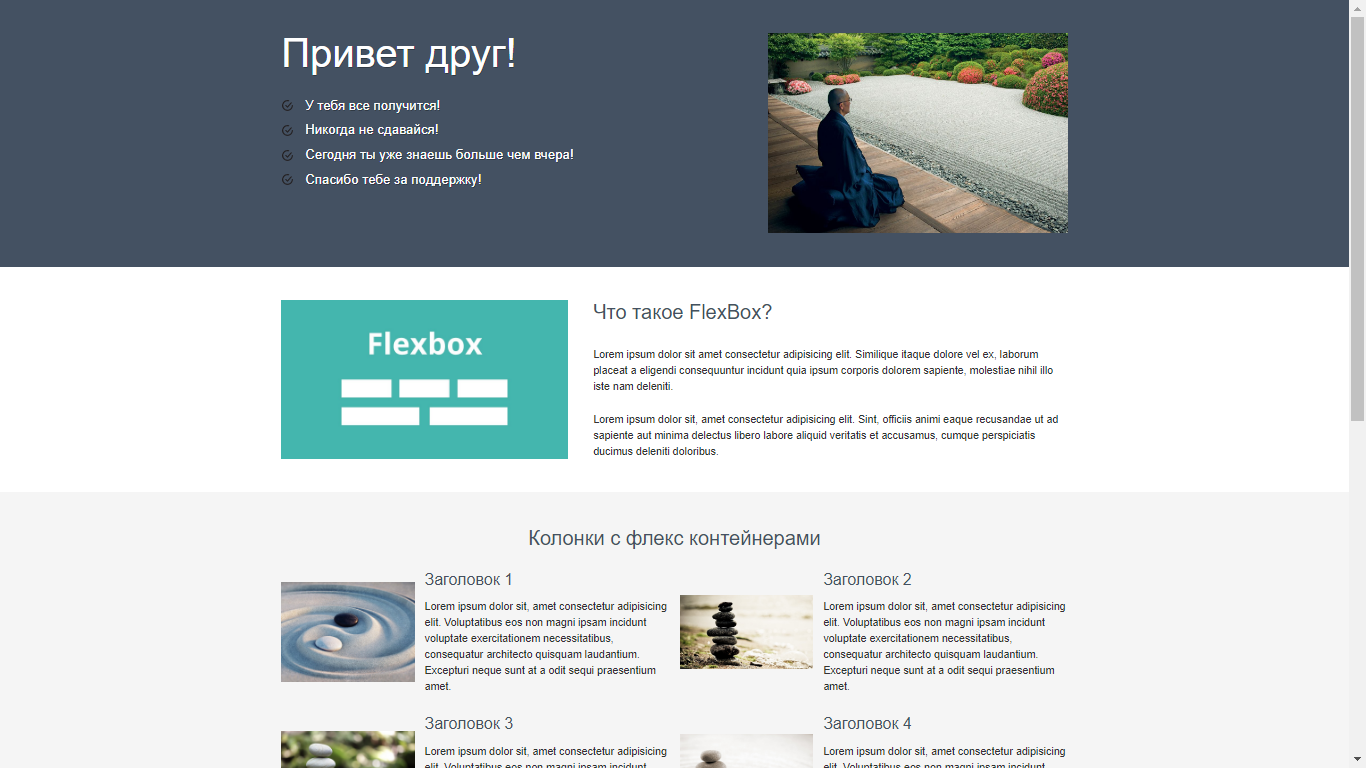 Привет друг!
У тебя все получится!
Никогда не сдавайся!
Сегодня ты уже знаешь больше чем вчера!
Спасибо тебе за поддержку!
Flexbox
Что такое FlexBox?
Lorem ipsum dolor sit amet consectetur adipisicing elit. Similique itaque dolore vel ex, laborum
placeat a eligendi consequuntur incidunt quia ipsum corporis dolorem sapiente, molestiae nihil illo
iste nam deleniti.
Lorem ipsum dolor sit, amet consectetur adipisicing elit. Sint, officiis animi eaque recusandae ut ad
sapiente aut minima delectus libero labore aliquid veritatis et accusamus, cumque perspiciatis
ducimus deleniti doloribus.
Колонки с флекс контейнерами
Заголовок 1
Lorem ipsum dolor sit, amet consectetur adipisicing
elit. Voluptatibus eos non magni ipsam incidunt
voluptate exercitationem necessitatibus,
consequatur architecto quisquam laudantium.
Excepturi neque sunt at a odit sequi praesentium
amet.
Заголовок 2
Lorem ipsum dolor sit, amet consectetur adipisicing
elit. Voluptatibus eos non magni ipsam incidunt
voluptate exercitationem necessitatibus,
consequatur architecto quisquam laudantium.
Excepturi neque sunt at a odit sequi praesentium
amet.
Заголовок 3
Lorem ipsum dolor sit, amet consectetur adipisicing
elit. Voluptatibus eos non magni ipsam incidunt
Заголовок 4
Lorem ipsum dolor sit, amet consectetur adipisicing
elit. Voluptatibus eos non magni ipsam incidunt